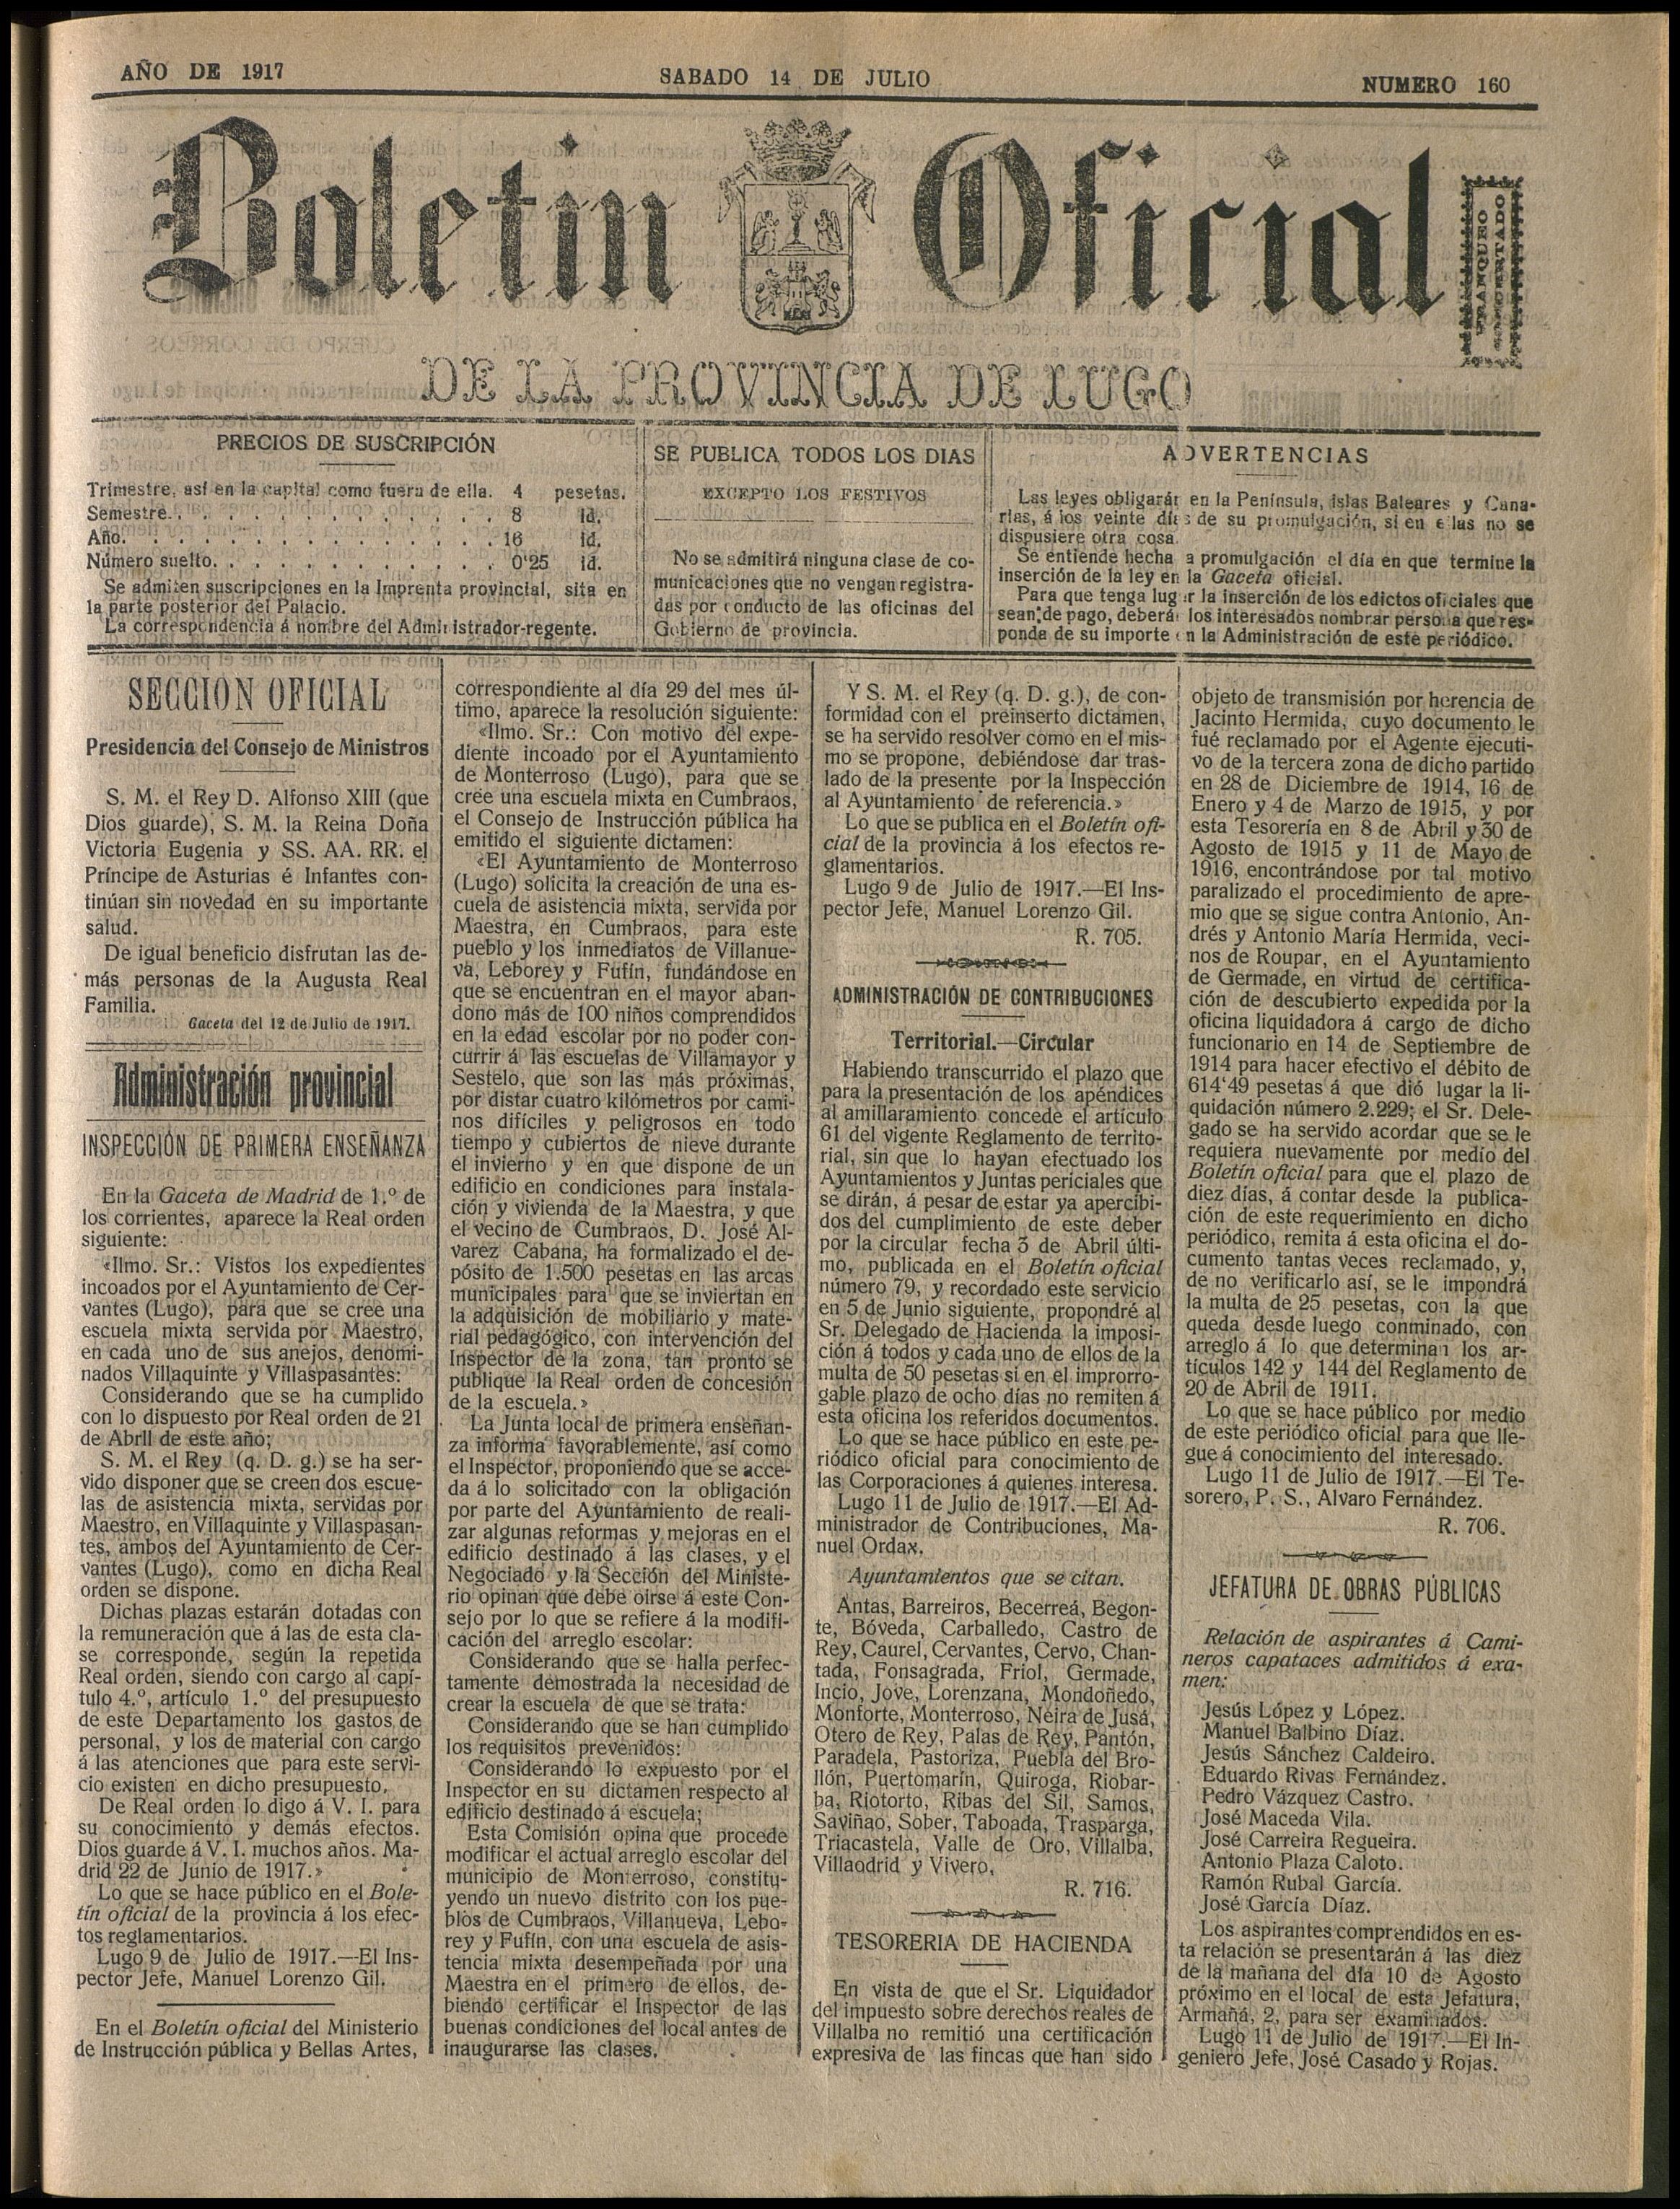 AÑO DE 1917
SABADO 14 DE JULIO
NUMERO 160
Boletin Oficial
FRANQUEO
CONCERTADO
DE LA PROVINCIA DE LUGO
PRECIOS DE SUSCRIPCIÓN
Trimestre, así en la capital como fuera de ella. 4 pesetas.
Semestre. . . . . . . . . . . . . . 8 id.
Año. . . . . . . . . . . . . . . . 16 id.
Número suelto. . . . . . . . . . . . 0'25 id.
Se admiten suscripciones en la Imprenta provincial, sita en
la parte posterior del Palacio.
La correspondencia á nombre del Administrador-regente.
SE PUBLICA TODOS LOS DIAS
EXCEPTO LOS FESTIVOS
No se admitirá ninguna clase de co-
municaciones que no vengan registra-
das por conducto de las oficinas del
Gobierno de provincia.
ADVERTENCIAS
Las leyes obligarán en la Península, islas Baleares y Cana-
rias, á los veinte días de su promulgación, si en ellas no se
dispusiere otra cosa.
Se entiende hecha la promulgación el día en que termine la
inserción de la ley en la Gaceta oficial.
Para que tenga lugar la inserción de los edictos oficiales que
sean de pago, deberán los interesados nombrar persona que res-
ponda de su importe en la Administración de este periódico.
SECCION OFICIAL
Presidencia del Consejo de Ministros
S. M. el Rey D. Alfonso XIII (que
Dios guarde), S. M. la Reina Doña
Victoria Eugenia y SS. AA. RR. el
Príncipe de Asturias é Infantes con-
tinúan sin novedad en su importante
salud.
De igual beneficio disfrutan las de-
más personas de la Augusta Real
Familia.
Gaceta del 12 de Julio de 1917.
Administración provincial
INSPECCIÓN DE PRIMERA ENSEÑANZA
En la Gaceta de Madrid de 1.º de
los corrientes, aparece la Real orden
siguiente:
«Ilmo. Sr.: Vistos los expedientes
incoados por el Ayuntamiento de Cer-
vantes (Lugo), para que se cree una
escuela mixta servida por Maestro,
en cada uno de sus anejos, denomi-
nados Villaquinte y Villaspasantes:
Considerando que se ha cumplido
con lo dispuesto por Real orden de 21
de Abril de este año;
S. M. el Rey (q. D. g.) se ha ser-
vido disponer que se creen dos escue-
las de asistencia mixta, servidas por
Maestro, en Villaquinte y Villaspasan-
tes, ambos del Ayuntamiento de Cer-
vantes (Lugo), como en dicha Real
orden se dispone.
Dichas plazas estarán dotadas con
la remuneración que á las de esta cla-
se corresponde, según la repetida
Real orden, siendo con cargo al capí-
tulo 4.º, artículo 1.º del presupuesto
de este Departamento los gastos de
personal, y los de material con cargo
á las atenciones que para este servi-
cio existen en dicho presupuesto.
De Real orden lo digo á V. I. para
su conocimiento y demás efectos.
Dios guarde á V. I. muchos años. Ma-
drid 22 de Junio de 1917.»
Lo que se hace público en el Bole-
tín oficial de la provincia á los efec-
tos reglamentarios.
Lugo 9 de Julio de 1917.—El Ins-
pector Jefe, Manuel Lorenzo Gil.
En el Boletín oficial del Ministerio
de Instrucción pública y Bellas Artes,
correspondiente al día 29 del mes úl-
timo, aparece la resolución siguiente:
«Ilmo. Sr.: Con motivo del expe-
diente incoado por el Ayuntamiento
de Monterroso (Lugo), para que se
cree una escuela mixta en Cumbraos,
el Consejo de Instrucción pública ha
emitido el siguiente dictamen:
«El Ayuntamiento de Monterroso
(Lugo) solicita la creación de una es-
cuela de asistencia mixta, servida por
Maestra, en Cumbraos, para este
pueblo y los inmediatos de Villanue-
va, Leborey y Fufín, fundándose en
que se encuentran en el mayor aban-
dono más de 100 niños comprendidos
en la edad escolar por no poder con-
currir á las escuelas de Villamayor y
Sestelo, que son las más próximas,
por distar cuatro kilómetros por cami-
nos difíciles y peligrosos en todo
tiempo y cubiertos de nieve durante
el invierno y en que dispone de un
edificio en condiciones para instala-
ción y vivienda de la Maestra, y que
el vecino de Cumbraos, D. José Al-
varez Cabana, ha formalizado el de-
pósito de 1.500 pesetas en las arcas
municipales para que se inviertan en
la adquisición de mobiliario y mate-
rial pedagógico, con intervención del
Inspector de la zona, tan pronto se
publique la Real orden de concesión
de la escuela.»
La Junta local de primera enseñan-
za informa favorablemente, así como
el Inspector, proponiendo que se acce-
da á lo solicitado con la obligación
por parte del Ayuntamiento de reali-
zar algunas reformas y mejoras en el
edificio destinado á las clases, y el
Negociado y la Sección del Ministe-
rio opinan que debe oirse á este Con-
sejo por lo que se refiere á la modifi-
cación del arreglo escolar:
Considerando que se halla perfec-
tamente demostrada la necesidad de
crear la escuela de que se trata:
Considerando que se han cumplido
los requisitos prevenidos:
Considerando lo expuesto por el
Inspector en su dictamen respecto al
edificio destinado á escuela;
Esta Comisión opina que procede
modificar el actual arreglo escolar del
municipio de Monterroso, constitu-
yendo un nuevo distrito con los pue-
blos de Cumbraos, Villanueva, Lebo-
rey y Fufín, con una escuela de asis-
tencia mixta desempeñada por una
Maestra en el primero de ellos, de-
biendo certificar el Inspector de las
buenas condiciones del local antes de
inaugurarse las clases.
Y S. M. el Rey (q. D. g.), de con-
formidad con el preinserto dictamen,
se ha servido resolver como en el mis-
mo se propone, debiéndose dar tras-
lado de la presente por la Inspección
al Ayuntamiento de referencia.»
Lo que se publica en el Boletín ofi-
cial de la provincia á los efectos re-
glamentarios.
Lugo 9 de Julio de 1917.—El Ins-
pector Jefe, Manuel Lorenzo Gil.
R. 705.
ADMINISTRACIÓN DE CONTRIBUCIONES
Territorial.—Circular
Habiendo transcurrido el plazo que
para la presentación de los apéndices
al amillaramiento concede el artículo
61 del vigente Reglamento de territo-
rial, sin que lo hayan efectuado los
Ayuntamientos y Juntas periciales que
se dirán, á pesar de estar ya apercibi-
dos del cumplimiento de este deber
por la circular fecha 3 de Abril últi-
mo, publicada en el Boletín oficial
número 79, y recordado este servicio
en 5 de Junio siguiente, propondré al
Sr. Delegado de Hacienda la imposi-
ción á todos y cada uno de ellos de la
multa de 50 pesetas si en el improrro-
gable plazo de ocho días no remiten á
esta oficina los referidos documentos.
Lo que se hace público en este pe-
riódico oficial para conocimiento de
las Corporaciones á quienes interesa.
Lugo 11 de Julio de 1917.—El Ad-
ministrador de Contribuciones, Ma-
nuel Ordax.
Ayuntamientos que se citan.
Antas, Barreiros, Becerreá, Begon-
te, Bóveda, Carballedo, Castro de
Rey, Caurel, Cervantes, Cervo, Chan-
tada, Fonsagrada, Friol, Germade,
Incio, Jove, Lorenzana, Mondoñedo,
Monforte, Monterroso, Neira de Jusá,
Otero de Rey, Palas de Rey, Pantón,
Paradela, Pastoriza, Puebla del Bro-
llón, Puertomarín, Quiroga, Riobar-
ba, Riotorto, Ribas del Sil, Samos,
Saviñao, Sober, Taboada, Trasparga,
Triacastela, Valle de Oro, Villalba,
Villaodrid y Vivero.
R. 716.
TESORERIA DE HACIENDA
En vista de que el Sr. Liquidador
del impuesto sobre derechos reales de
Villalba no remitió una certificación
expresiva de las fincas que han sido
objeto de transmisión por herencia de
Jacinto Hermida, cuyo documento le
fué reclamado por el Agente ejecuti-
vo de la tercera zona de dicho partido
en 28 de Diciembre de 1914, 16 de
Enero y 4 de Marzo de 1915, y por
esta Tesorería en 8 de Abril y 30 de
Agosto de 1915 y 11 de Mayo de
1916, encontrándose por tal motivo
paralizado el procedimiento de apre-
mio que se sigue contra Antonio, An-
drés y Antonio María Hermida, veci-
nos de Roupar, en el Ayuntamiento
de Germade, en virtud de certifica-
ción de descubierto expedida por la
oficina liquidadora á cargo de dicho
funcionario en 14 de Septiembre de
1914 para hacer efectivo el débito de
614'49 pesetas á que dió lugar la li-
quidación número 2.229; el Sr. Dele-
gado se ha servido acordar que se le
requiera nuevamente por medio del
Boletín oficial para que el plazo de
diez días, á contar desde la publica-
ción de este requerimiento en dicho
periódico, remita á esta oficina el do-
cumento tantas veces reclamado, y,
de no verificarlo así, se le impondrá
la multa de 25 pesetas, con la que
queda desde luego conminado, con
arreglo á lo que determinan los ar-
tículos 142 y 144 del Reglamento de
20 de Abril de 1911.
Lo que se hace público por medio
de este periódico oficial para que lle-
gue á conocimiento del interesado.
Lugo 11 de Julio de 1917.—El Te-
sorero, P. S., Alvaro Fernández.
R. 706.
JEFATURA DE OBRAS PÚBLICAS
Relación de aspirantes á Cami-
neros capataces admitidos á exa-
men:
Jesús López y López.
Manuel Balbino Díaz.
Jesús Sánchez Caldeiro.
Eduardo Rivas Fernández.
Pedro Vázquez Castro.
José Maceda Vila.
José Carreira Regueira.
Antonio Plaza Caloto.
Ramón Rubal García.
José García Díaz.
Los aspirantes comprendidos en es-
ta relación se presentarán á las diez
de la mañana del día 10 de Agosto
próximo en el local de esta Jefatura,
Armañá, 2, para ser examinados.
Lugo 11 de Julio de 1917.—El In-
geniero Jefe, José Casado y Rojas.